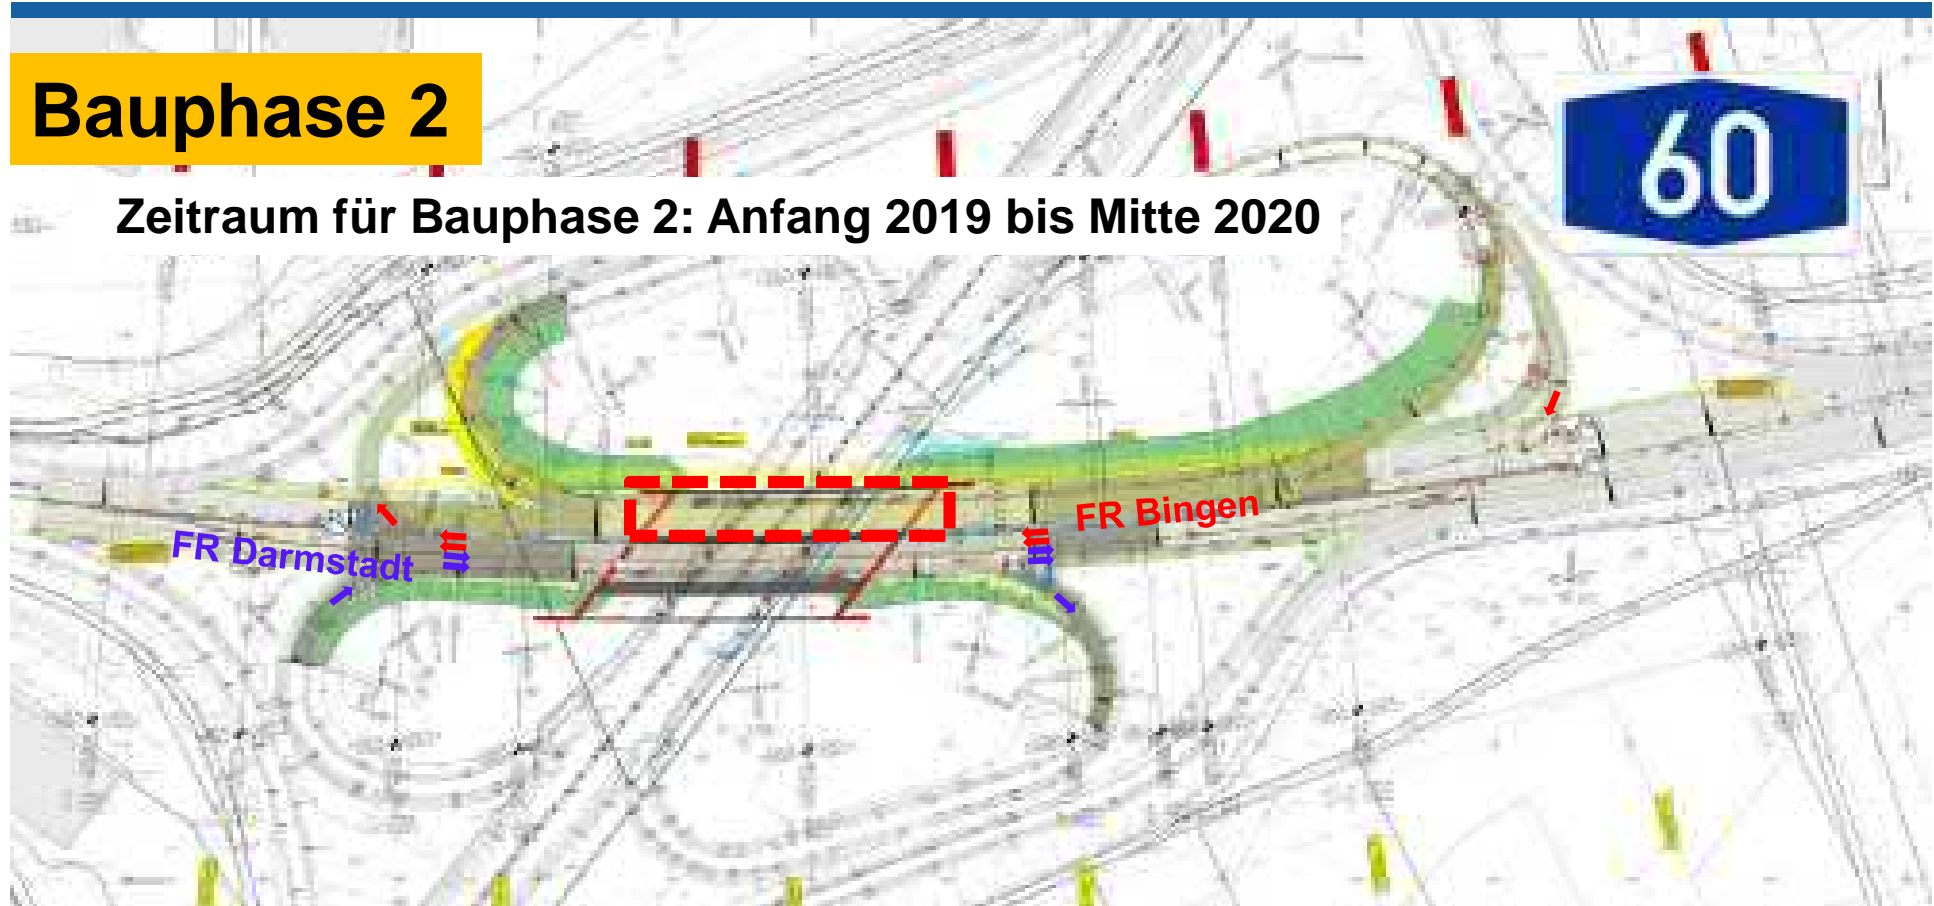 Bauphase 2
60
Zeitraum für Bauphase 2: Anfang 2019 bis Mitte 2020
FR Bingen
FR Darmstadt